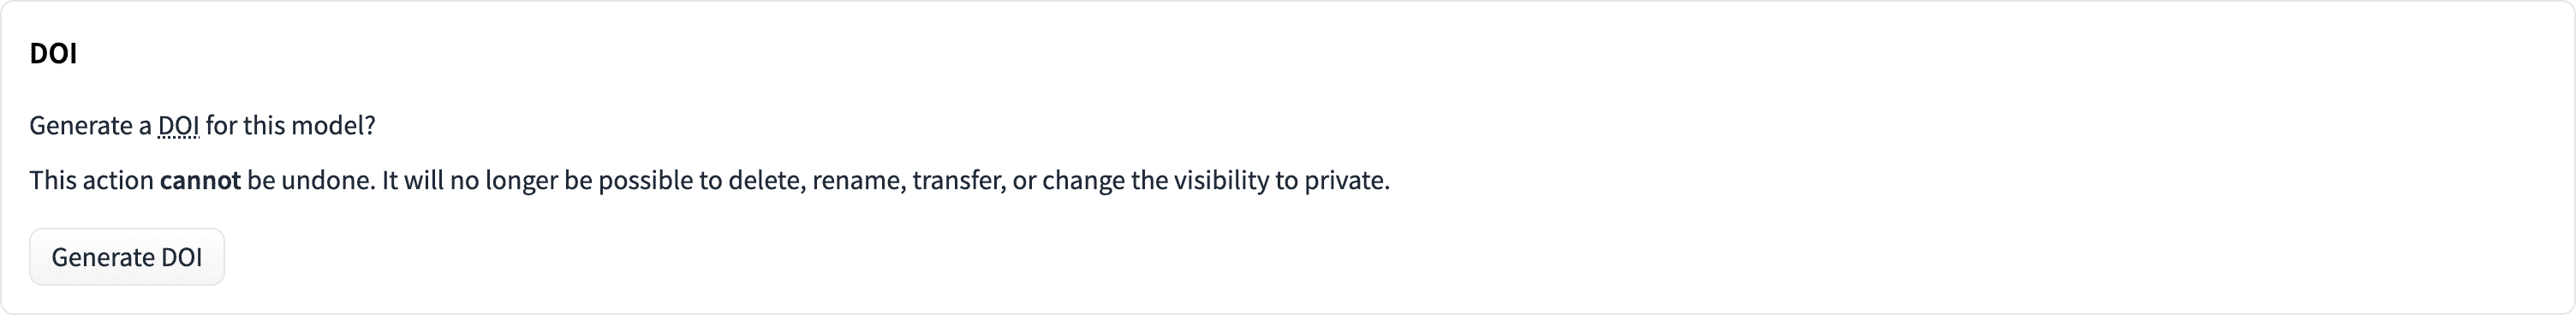 DOI
Generate a DOI for this model?
This action cannot be undone. It will no longer be possible to delete, rename, transfer, or change the visibility to private.
Generate DOI